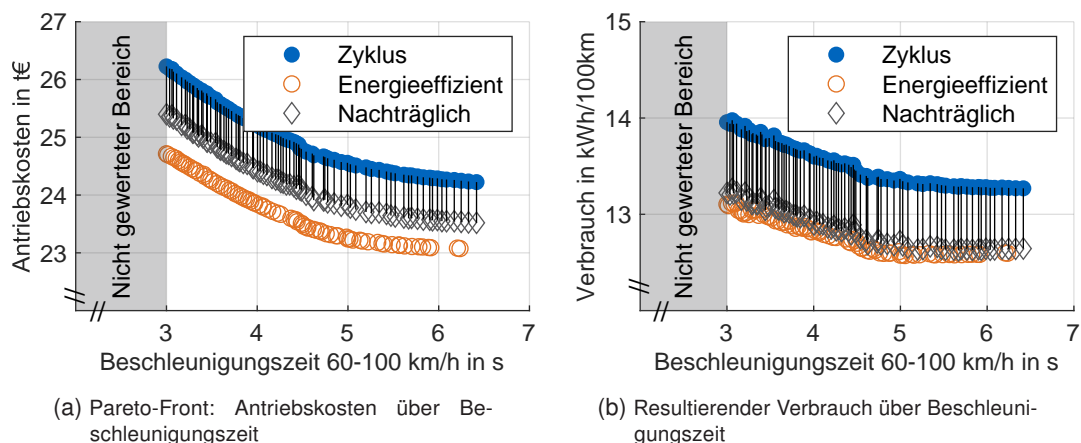 27
26
25
24
23
Antriebskosten in t€
Nicht gewerteter Bereich
Zyklus
Energieeffizient
Nachträglich
3 4 5 6 7
Beschleunigungszeit 60-100 km/h in s
(a) Pareto-Front: Antriebskosten über Be-
schleunigungszeit
15
14
13
Verbrauch in kWh/100km
Nicht gewerteter Bereich
Zyklus
Energieeffizient
Nachträglich
3 4 5 6 7
Beschleunigungszeit 60-100 km/h in s
(b) Resultierender Verbrauch über Beschleuni-
gungszeit